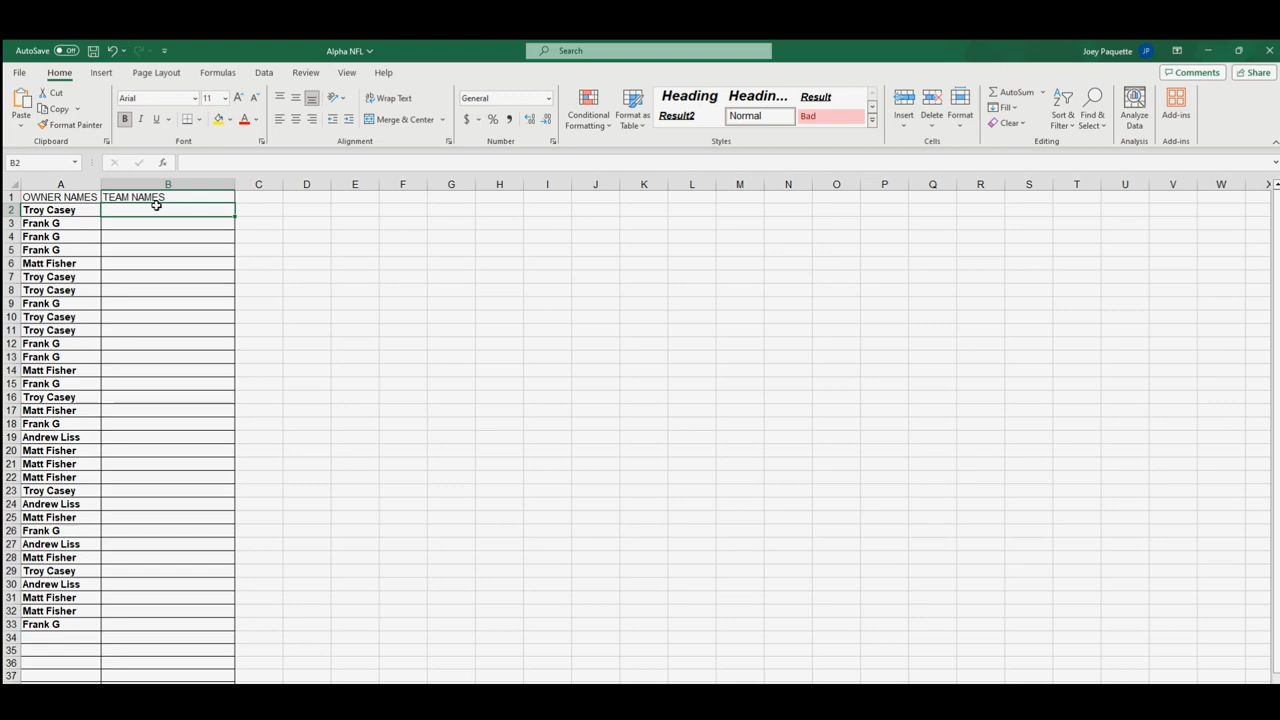 AutoSave Off Alpha NFL Search Joey Paquette JP
File Home Insert Page Layout Formulas Data Review View Help Comments Share
Paste Cut Copy Format Painter Clipboard
Arial 11 A A B I U A Font
Wrap Text Merge & Center Alignment
General $ % 9 Number
Conditional Formatting Format as Table Heading Headin... Result Result2 Normal Bad Styles
Insert Delete Format Cells
AutoSum Fill Clear Sort & Filter Find & Select Editing
Analyze Data Analysis Add-ins Add-ins
B2 fx
A B C D E F G H I J K L M N O P Q R S T U V W X
1 OWNER NAMES TEAM NAMES
2 Troy Casey
3 Frank G
4 Frank G
5 Frank G
6 Matt Fisher
7 Troy Casey
8 Troy Casey
9 Frank G
10 Troy Casey
11 Troy Casey
12 Frank G
13 Frank G
14 Matt Fisher
15 Frank G
16 Troy Casey
17 Matt Fisher
18 Frank G
19 Andrew Liss
20 Matt Fisher
21 Matt Fisher
22 Matt Fisher
23 Troy Casey
24 Andrew Liss
25 Matt Fisher
26 Frank G
27 Andrew Liss
28 Matt Fisher
29 Troy Casey
30 Andrew Liss
31 Matt Fisher
32 Matt Fisher
33 Frank G
34
35
36
37